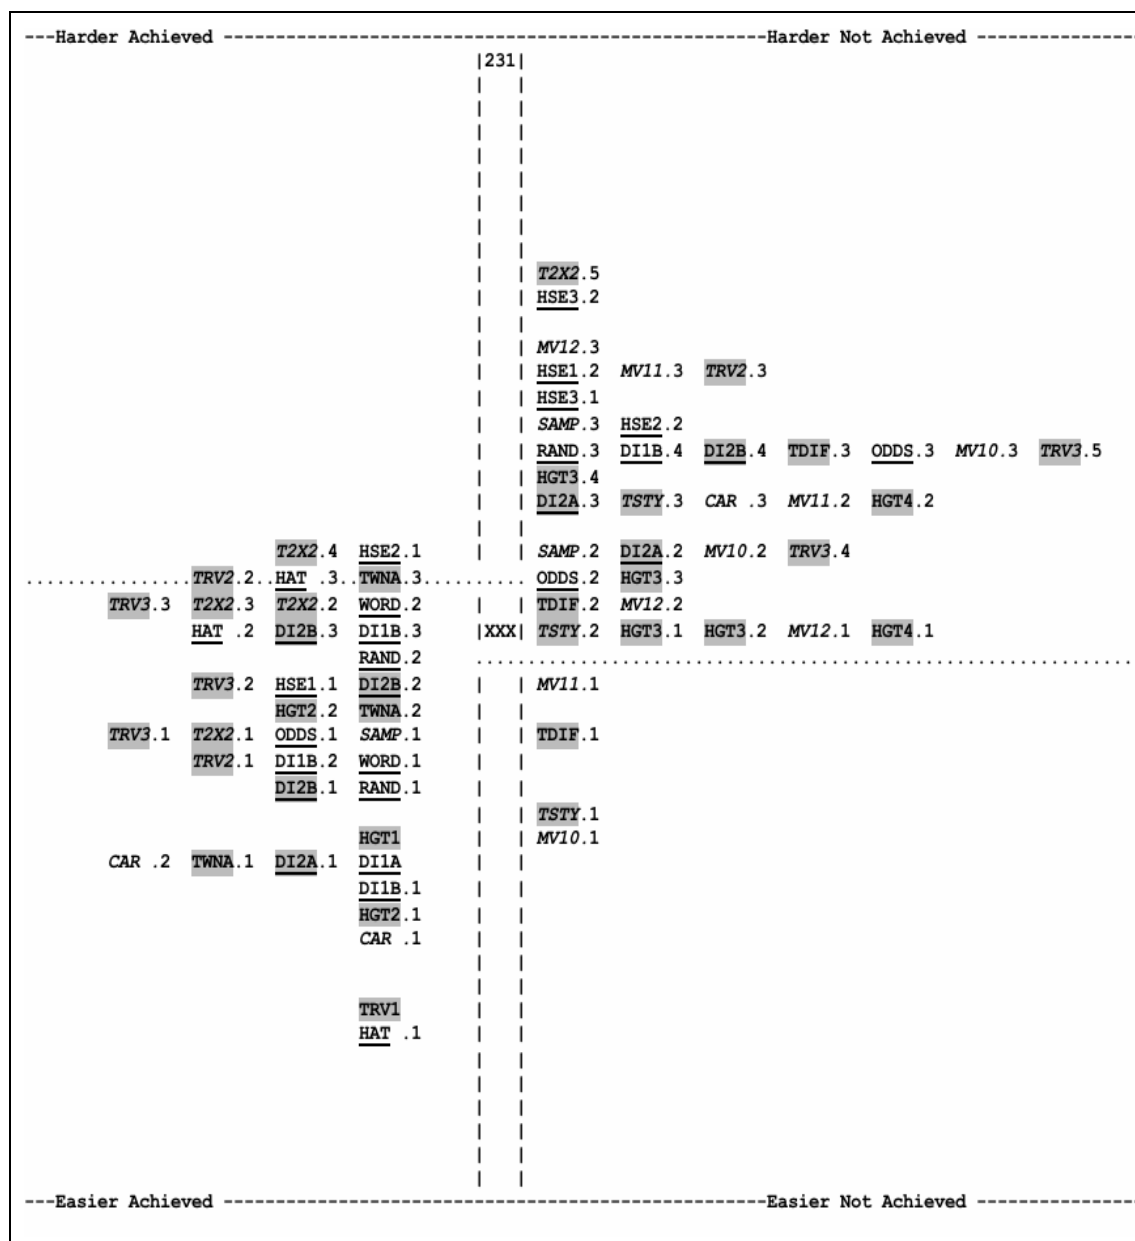 ---Harder Achieved ----------------------------------------------------Harder Not Achieved ---------------
|231|
| |
| |
| |
| |
| |
| |
| |
| |
| | T2X2.5
| | HSE3.2
| |
| | MV12.3
| | HSE1.2 MV11.3 TRV2.3
| | HSE3.1
| | SAMP.3 HSE2.2
| | RAND.3 DI1B.4 DI2B.4 TDIF.3 ODDS.3 MV10.3 TRV3.5
| | HGT3.4
| | DI2A.3 TSTY.3 CAR .3 MV11.2 HGT4.2
| |
T2X2.4 HSE2.1 | | SAMP.2 DI2A.2 MV10.2 TRV3.4
................TRV2.2..HAT .3..TWNA.3.......... ODDS.2 HGT3.3
TRV3.3 T2X2.3 T2X2.2 WORD.2 | | TDIF.2 MV12.2
HAT .2 DI2B.3 DI1B.3 |XXX| TSTY.2 HGT3.1 HGT3.2 MV12.1 HGT4.1
RAND.2 ...............................................................
TRV3.2 HSE1.1 DI2B.2 | | MV11.1
HGT2.2 TWNA.2 | |
TRV3.1 T2X2.1 ODDS.1 SAMP.1 | | TDIF.1
TRV2.1 DI1B.2 WORD.1 | |
DI2B.1 RAND.1 | |
| | TSTY.1
HGT1 | | MV10.1
CAR .2 TWNA.1 DI2A.1 DI1A | |
DI1B.1 | |
HGT2.1 | |
CAR .1 | |
| |
| |
TRV1 | |
HAT .1 | |
| |
| |
| |
| |
| |
| |
---Easier Achieved ----------------------------------------------------Easier Not Achieved ---------------